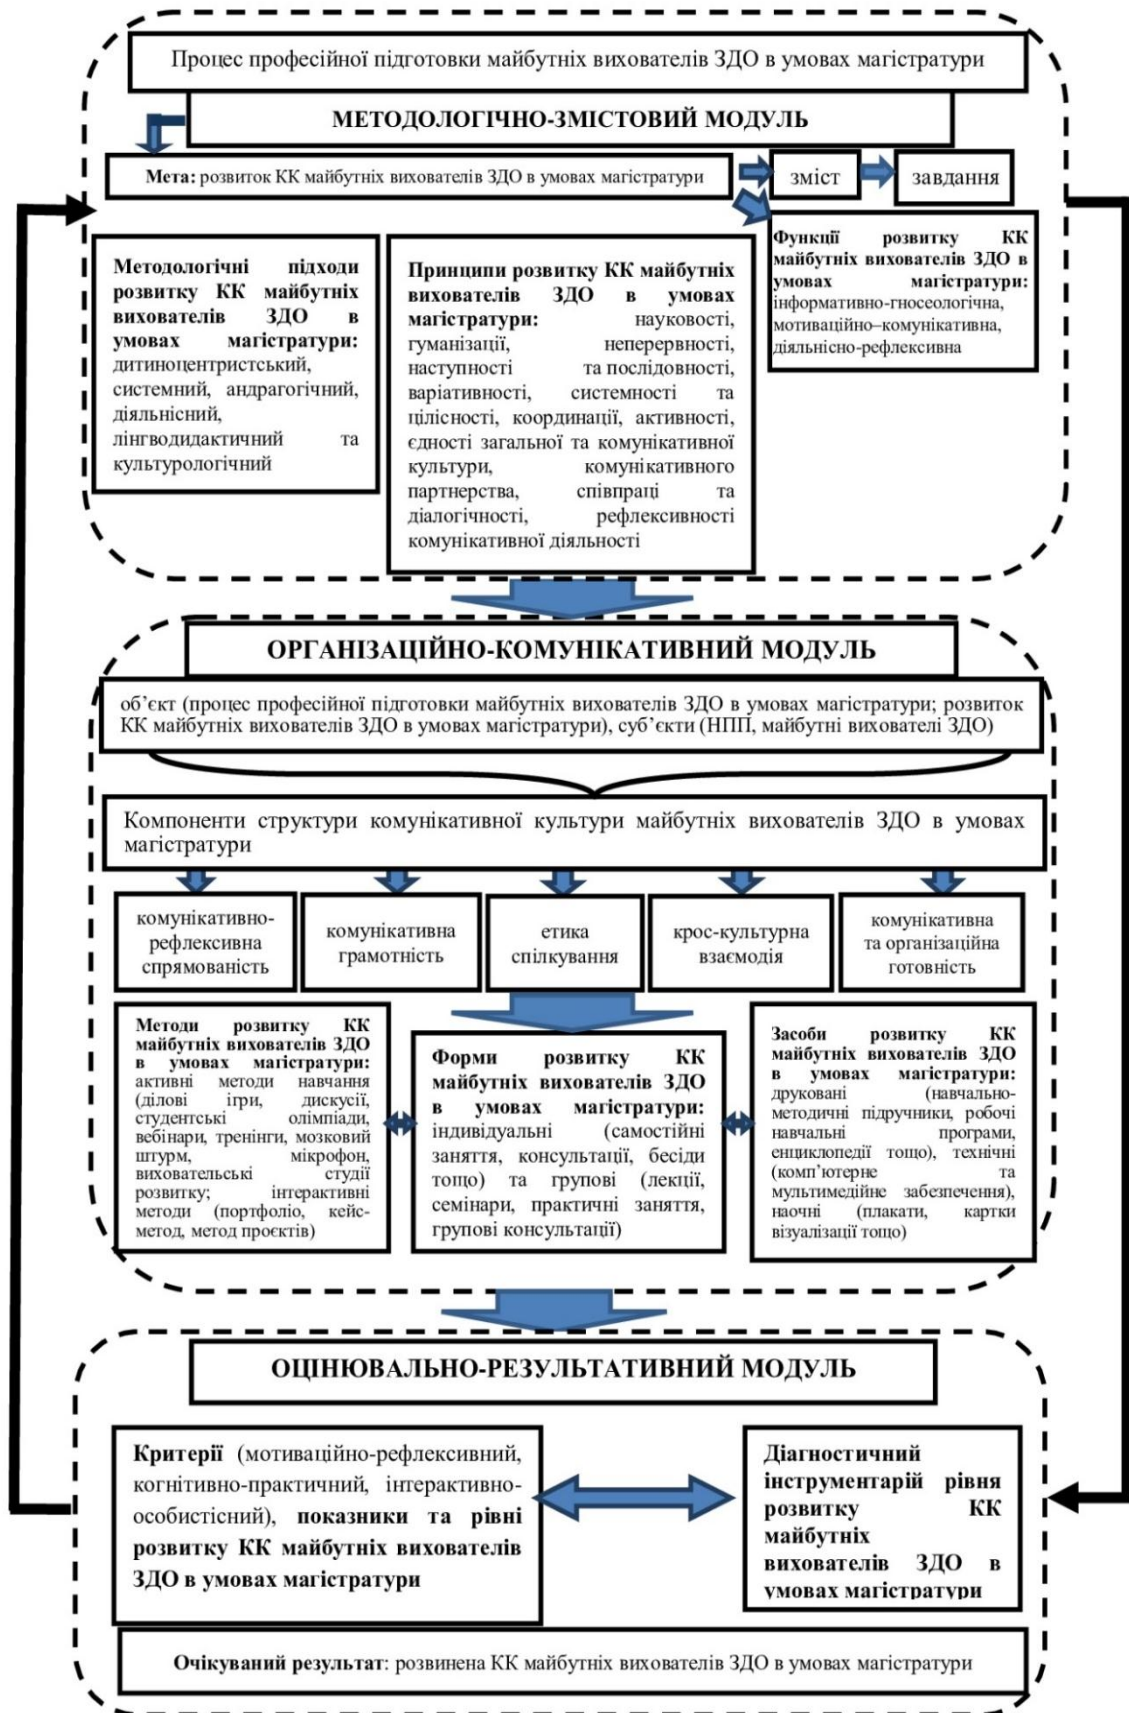 Процес професійної підготовки майбутніх вихователів ЗДО в умовах магістратури
МЕТОДОЛОГІЧНО-ЗМІСТОВИЙ МОДУЛЬ
Мета: розвиток КК майбутніх вихователів ЗДО в умовах магістратури
зміст
завдання
Методологічні підходи
розвитку КК майбутніх
вихователів ЗДО в
умовах магістратури:
дитиноцентристський,
системний, андрагогічний,
діяльнісний,
лінгводидактичний та
культурологічний
Принципи розвитку КК майбутніх
вихователів ЗДО в умовах
магістратури: науковості,
гуманізації, неперервності,
наступності та послідовності,
варіативності, системності та
цілісності, координації, активності,
єдності загальної та комунікативної
культури, комунікативного
партнерства, співпраці та
діалогічності, рефлексивності
комунікативної діяльності
Функції розвитку КК
майбутніх вихователів ЗДО в
умовах магістратури:
інформативно-гносеологічна,
мотиваційно–комунікативна,
діяльнісно-рефлексивна
ОРГАНІЗАЦІЙНО-КОМУНІКАТИВНИЙ МОДУЛЬ
об’єкт (процес професійної підготовки майбутніх вихователів ЗДО в умовах магістратури; розвиток
КК майбутніх вихователів ЗДО в умовах магістратури), суб’єкти (НПП, майбутні вихователі ЗДО)
Компоненти структури комунікативної культури майбутніх вихователів ЗДО в умовах
магістратури
комунікативно-
рефлексивна
спрямованість
комунікативна
грамотність
етика
спілкування
крос-культурна
взаємодія
комунікативна
та організаційна
готовність
Методи розвитку КК
майбутніх вихователів ЗДО
в умовах магістратури:
активні методи навчання
(ділові ігри, дискусії,
студентські олімпіади,
вебінари, тренінги, мозковий
штурм, мікрофон,
виховательські студії
розвитку; інтерактивні
методи (портфоліо, кейс-
метод, метод проєктів)
Форми розвитку КК
майбутніх вихователів ЗДО
в умовах магістратури:
індивідуальні (самостійні
заняття, консультації, бесіди
тощо) та групові (лекції,
семінари, практичні заняття,
групові консультації)
Засоби розвитку КК
майбутніх вихователів ЗДО
в умовах магістратури:
друковані (навчально-
методичні підручники, робочі
навчальні програми,
енциклопедії тощо), технічні
(комп’ютерне та
мультимедійне забезпечення),
наочні (плакати, картки
візуалізації тощо)
ОЦІНЮВАЛЬНО-РЕЗУЛЬТАТИВНИЙ МОДУЛЬ
Критерії (мотиваційно-рефлексивний,
когнітивно-практичний, інтерактивно-
особистісний), показники та рівні
розвитку КК майбутніх вихователів
ЗДО в умовах магістратури
Діагностичний
інструментарій рівня
розвитку КК
майбутніх
вихователів ЗДО в
умовах магістратури
Очікуваний результат: розвинена КК майбутніх вихователів ЗДО в умовах магістратури